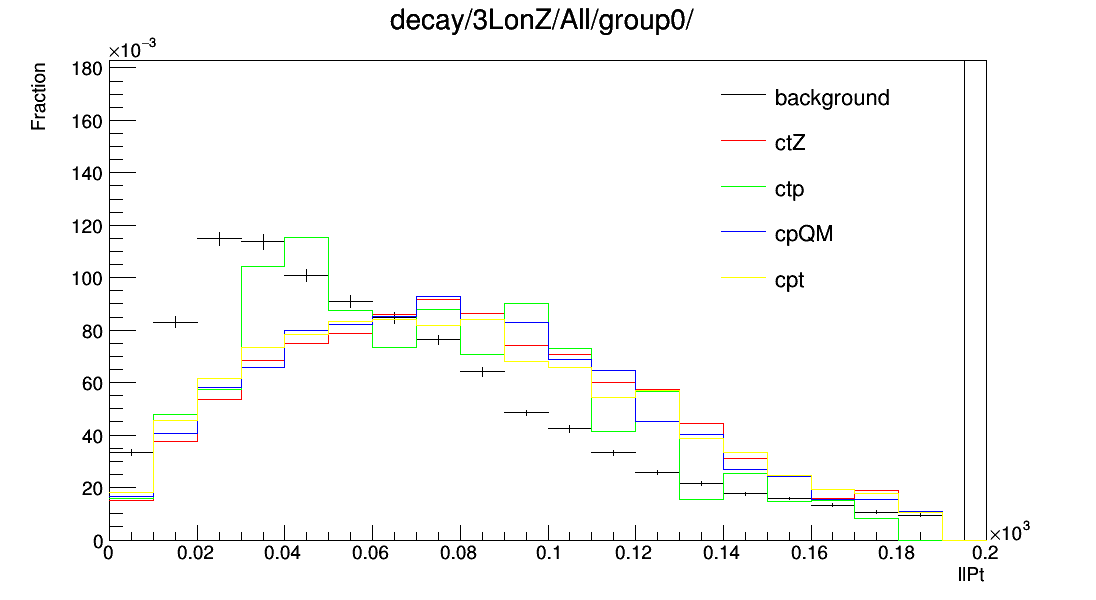 decay/3LonZ/All/group0/
×10⁻³
Fraction
180
160
140
120
100
80
60
40
20
0
background
ctZ
ctp
cpQM
cpt
0 0.02 0.04 0.06 0.08 0.1 0.12 0.14 0.16 0.18 0.2
×10³
llPt